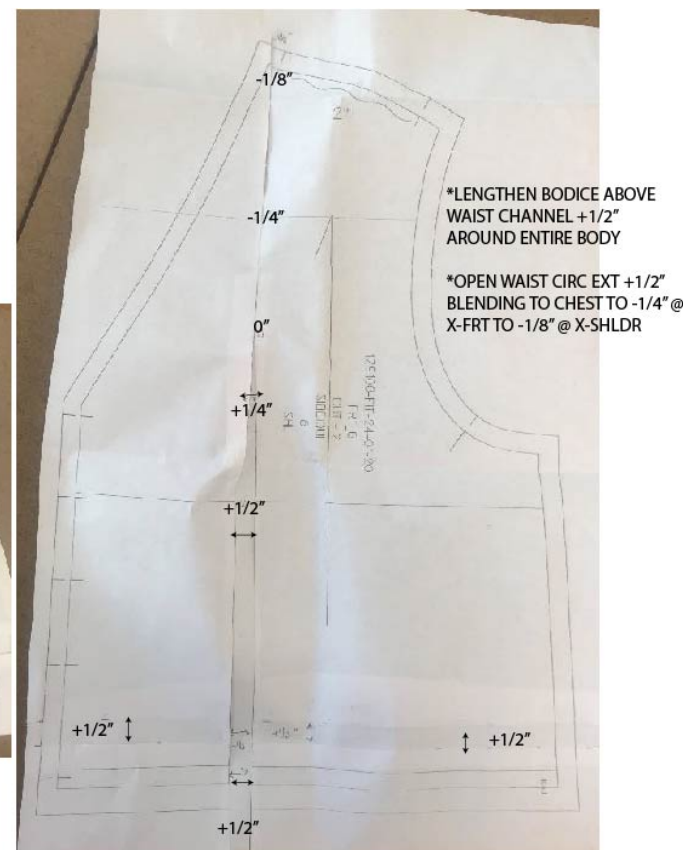 -1/8"
-1/4"
*LENGTHEN BODICE ABOVE
WAIST CHANNEL +1/2"
AROUND ENTIRE BODY
*OPEN WAIST CIRC EXT +1/2"
BLENDING TO CHEST TO -1/4" @
X-FRT TO -1/8" @ X-SHLDR
0"
+1/4"
+1/2"
+1/2"
+1/2"
+1/2"